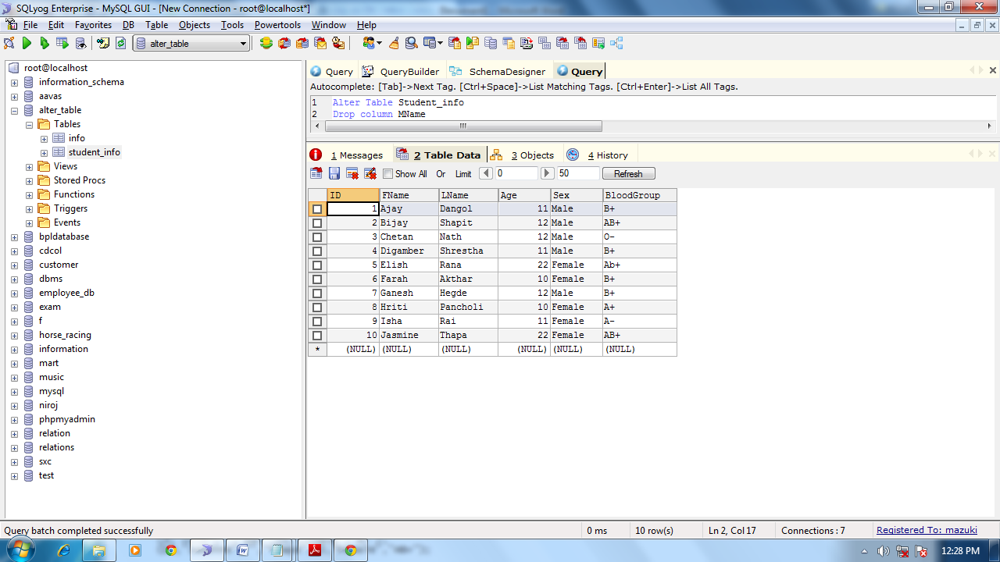 SQLyog Enterprise - MySQL GUI - [New Connection - root@localhost*]
File Edit Favorites DB Table Objects Tools Powertools Window Help
alter_table
root@localhost
information_schema
aavas
alter_table
Tables
info
student_info
Views
Stored Procs
Functions
Triggers
Events
bpldatabase
cdcol
customer
dbms
employee_db
exam
f
horse_racing
information
mart
music
mysql
niroj
phpmyadmin
relation
relations
sxc
test
Query QueryBuilder SchemaDesigner Query
Autocomplete: [Tab]->Next Tag. [Ctrl+Space]->List Matching Tags. [Ctrl+Enter]->List All Tags.
1 Alter Table Student_info
2 Drop column MName
1 Messages 2 Table Data 3 Objects 4 History
Show All Or Limit 0 50 Refresh
ID FName LName Age Sex BloodGroup
1 Ajay Dangol 11 Male B+
2 Bijay Shapit 12 Male AB+
3 Chetan Nath 12 Male O-
4 Digamber Shrestha 11 Male B+
5 Elish Rana 22 Female Ab+
6 Farah Akthar 10 Female B+
7 Ganesh Hegde 12 Male B+
8 Hriti Pancholi 10 Female A+
9 Isha Rai 11 Female A-
10 Jasmine Thapa 22 Female AB+
* (NULL) (NULL) (NULL) (NULL) (NULL) (NULL)
Query batch completed successfully 0 ms 10 row(s) Ln 2, Col 17 Connections : 7 Registered To: mazuki
12:28 PM